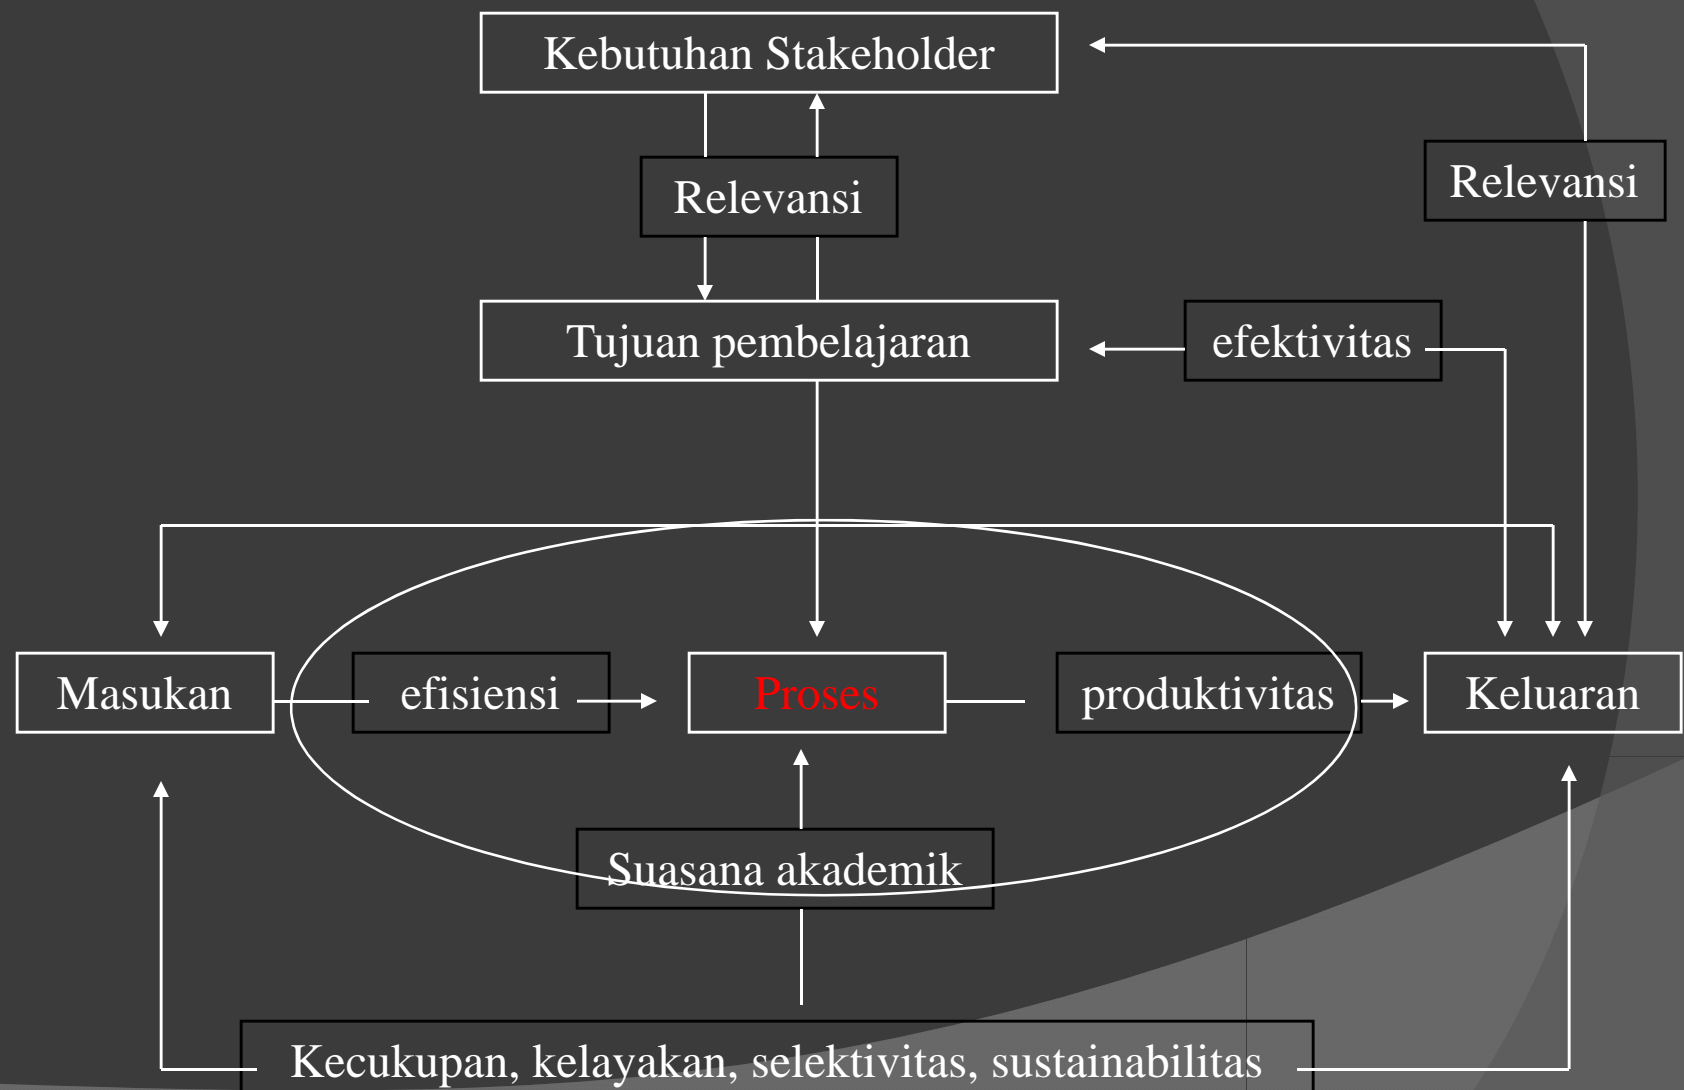 Kebutuhan Stakeholder
Relevansi
Relevansi
Tujuan pembelajaran
efektivitas
Masukan
efisiensi
Proses
produktivitas
Keluaran
Suasana akademik
Kecukupan, kelayakan, selektivitas, sustainabilitas